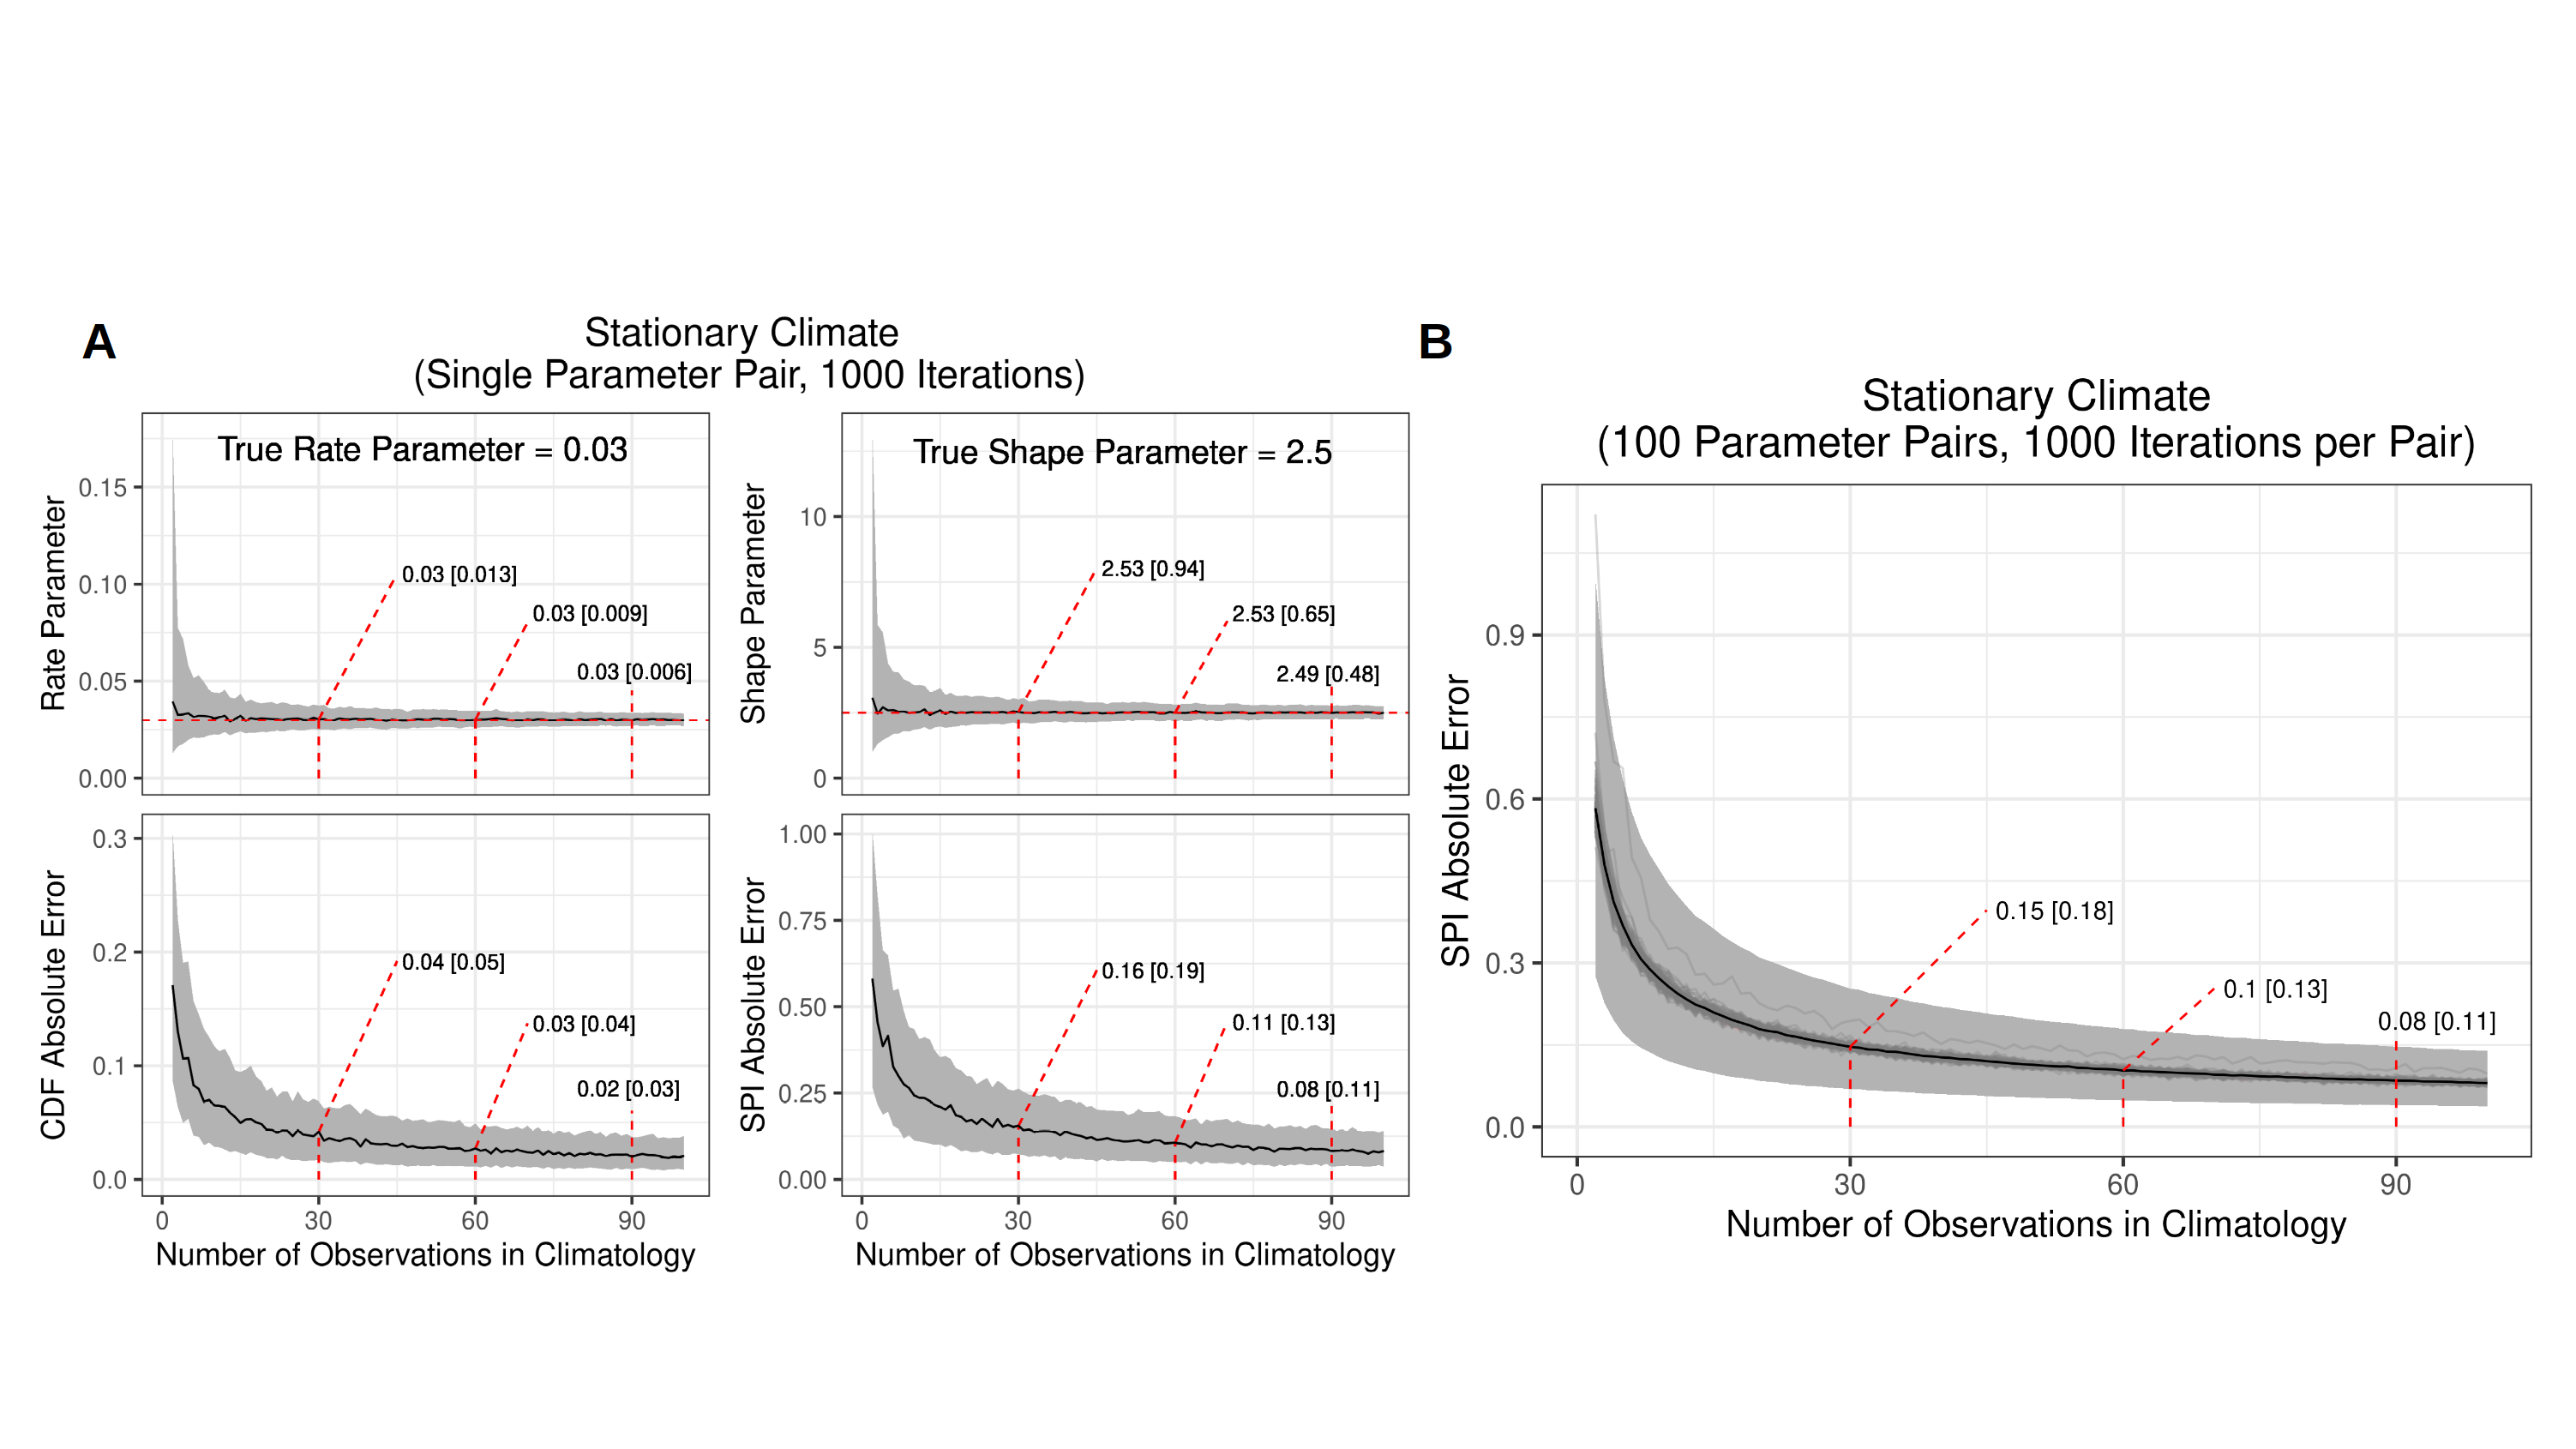 A
Stationary Climate
(Single Parameter Pair, 1000 Iterations)
True Rate Parameter = 0.03
Rate Parameter
0.15
0.10
0.05
0.00
0.03 [0.013]
0.03 [0.009]
0.03 [0.006]
True Shape Parameter = 2.5
Shape Parameter
10
5
0
2.53 [0.94]
2.53 [0.65]
2.49 [0.48]
CDF Absolute Error
0.3
0.2
0.1
0.0
0.04 [0.05]
0.03 [0.04]
0.02 [0.03]
0 30 60 90
Number of Observations in Climatology
SPI Absolute Error
1.00
0.75
0.50
0.25
0.00
0.16 [0.19]
0.11 [0.13]
0.08 [0.11]
0 30 60 90
Number of Observations in Climatology
B
Stationary Climate
(100 Parameter Pairs, 1000 Iterations per Pair)
SPI Absolute Error
0.9
0.6
0.3
0.0
0.15 [0.18]
0.1 [0.13]
0.08 [0.11]
0 30 60 90
Number of Observations in Climatology